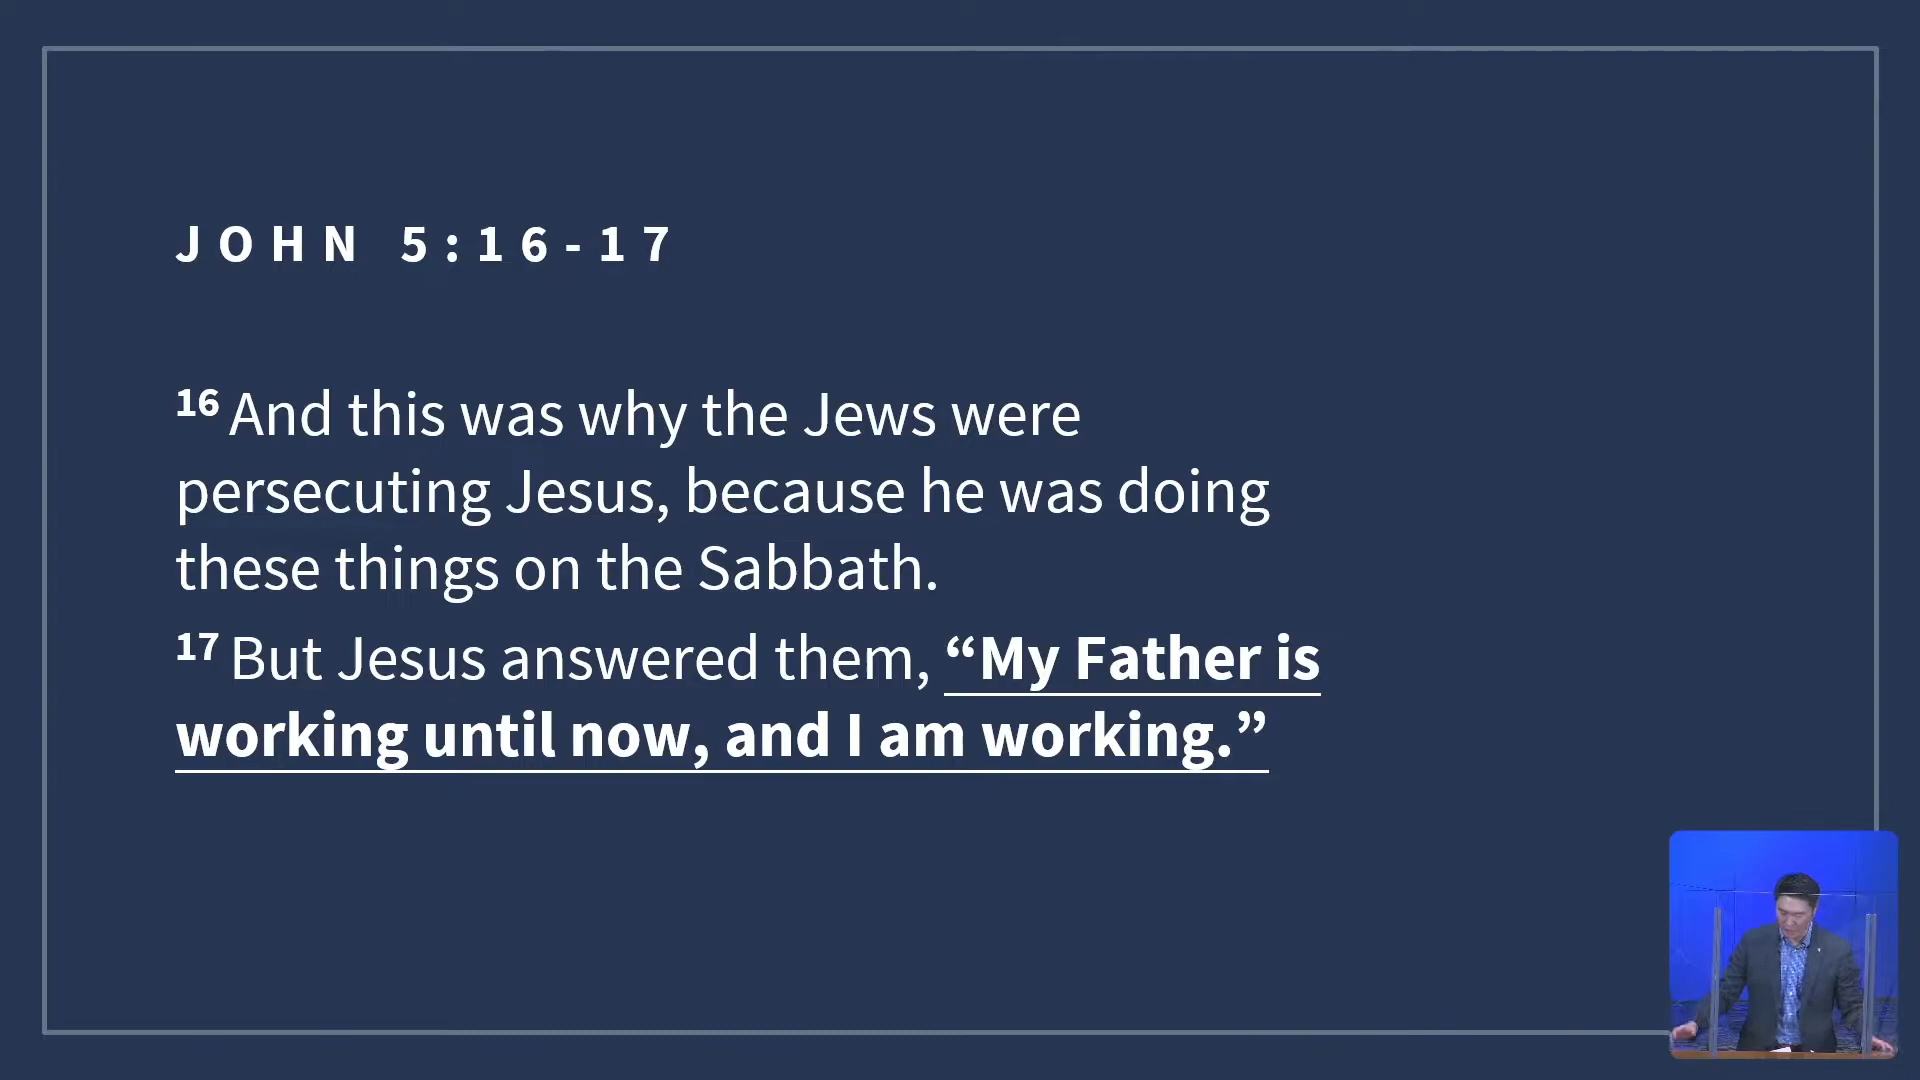 JOHN 5:16-17
16 And this was why the Jews were
persecuting Jesus, because he was doing
these things on the Sabbath.
17 But Jesus answered them, “My Father is
working until now, and I am working.”